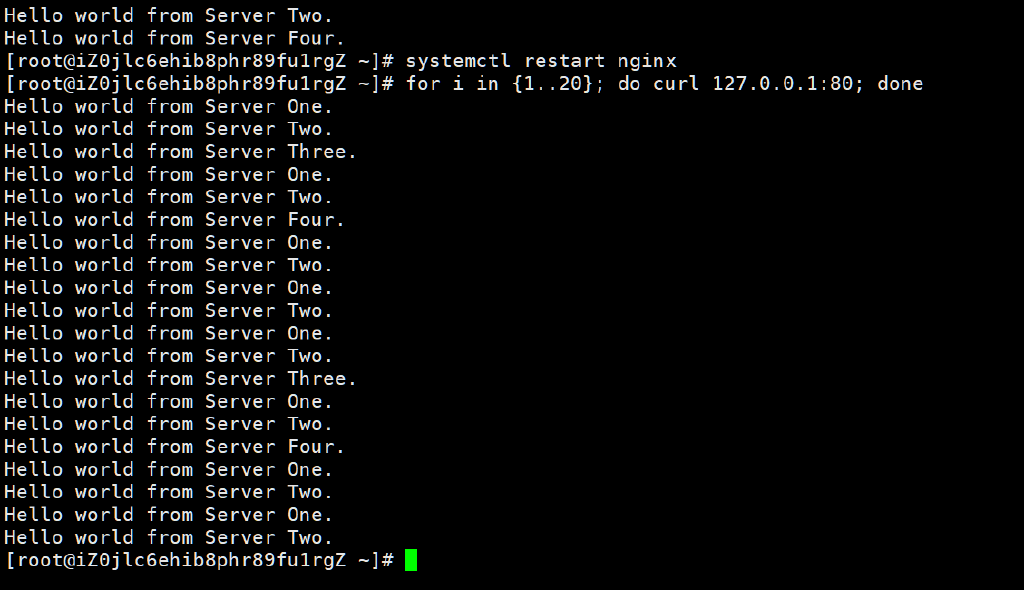 Hello world from Server Two.
Hello world from Server Four.
[root@iZ0jlc6ehib8phr89fu1rgZ ~]# systemctl restart nginx
[root@iZ0jlc6ehib8phr89fu1rgZ ~]# for i in {1..20}; do curl 127.0.0.1:80; done
Hello world from Server One.
Hello world from Server Two.
Hello world from Server Three.
Hello world from Server One.
Hello world from Server Two.
Hello world from Server Four.
Hello world from Server One.
Hello world from Server Two.
Hello world from Server One.
Hello world from Server Two.
Hello world from Server One.
Hello world from Server Two.
Hello world from Server Three.
Hello world from Server One.
Hello world from Server Two.
Hello world from Server Four.
Hello world from Server One.
Hello world from Server Two.
Hello world from Server One.
Hello world from Server Two.
[root@iZ0jlc6ehib8phr89fu1rgZ ~]#